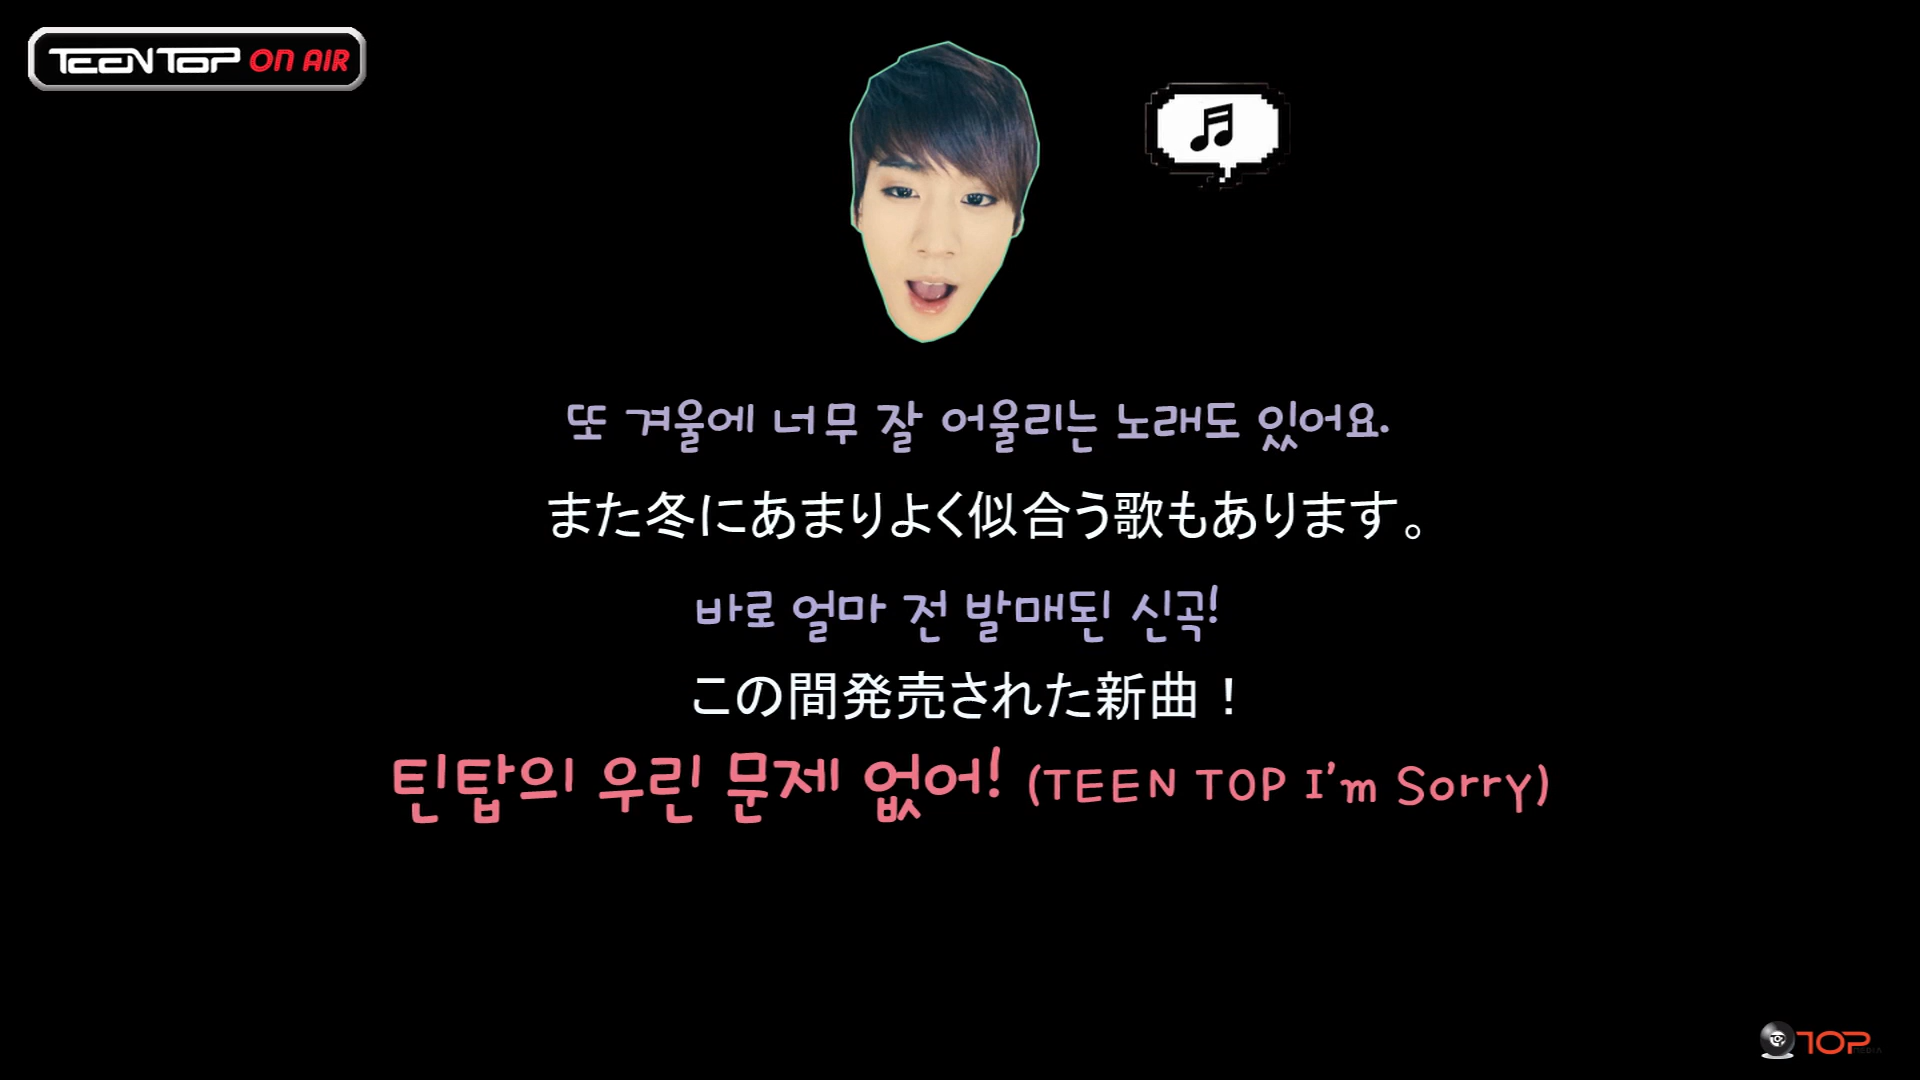 TEEN TOP ON AIR
또 겨울에 너무 잘 어울리는 노래도 있어요.
また冬にあまりよく似合う歌もあります。
바로 얼마 전 발매된 신곡!
この間発売された新曲！
틴탑의 우린 문제 없어! (TEEN TOP I'm Sorry)
TOP MEDIA